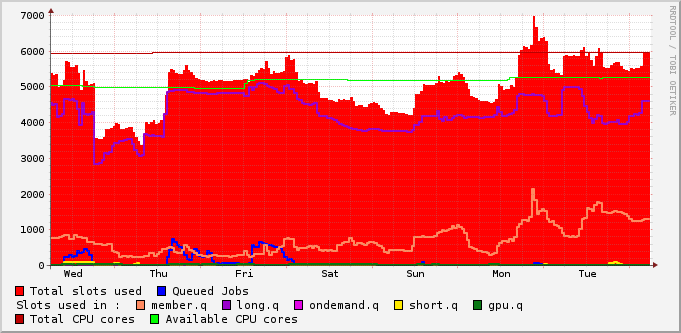 7000
6000
5000
4000
3000
2000
1000
0
Wed Thu Fri Sat Sun Mon Tue
RRDTOOL / TOBI OETIKER
Total slots used Queued Jobs
Slots used in : member.q long.q ondemand.q short.q gpu.q
Total CPU cores Available CPU cores